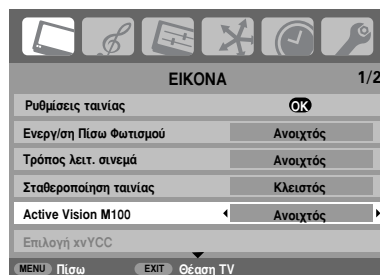 ΕΙΚΟΝΑ 1/2
Ρυθμίσεις ταινίας OK
Ενεργ/ση Πίσω Φωτισμού Ανοιχτός
Τρόπος λειτ. σινεμά Ανοιχτός
Σταθεροποίηση ταινίας Κλειστός
Active Vision M100 Ανοιχτός
Επιλογή xvYCC
MENU Πίσω EXIT Θέαση TV